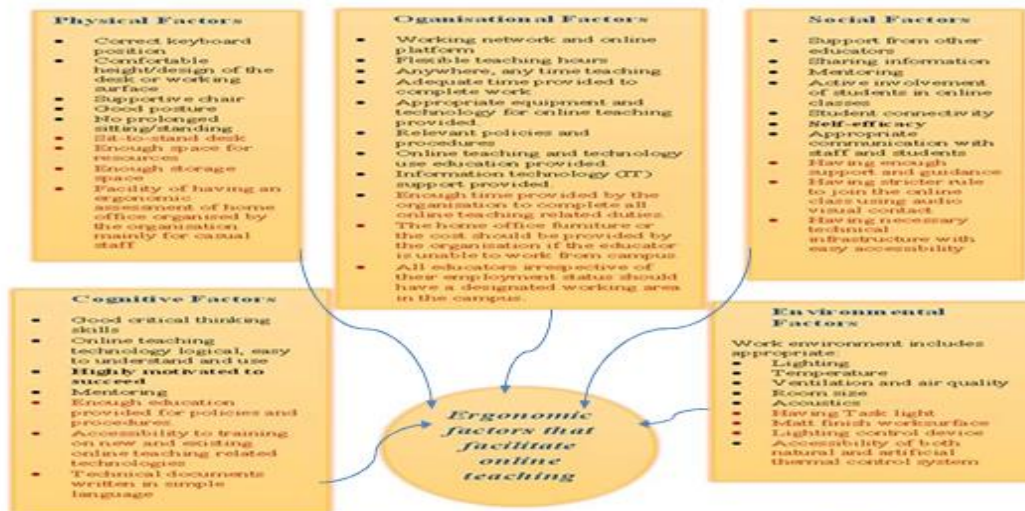 Physical Factors
Correct keyboard
position
Comfortable
height/design of the
desk or working
surface
Supportive chair
Good posture
No prolonged
sitting/standing
Sit-to-stand desk
Enough space for
resources
Enough storage
space
Facility of having an
ergonomic
assessment of home
office organised by
the organisation
mainly for casual
staff
Oganisational Factors
Working network and online
platform
Flexible teaching hours
Anywhere, any time teaching
Adequate time provided to
complete work
Appropriate equipment and
technology for online teaching
provided
Relevant policies and
procedures
Online teaching and technology
use education provided
Information technology (IT)
support provided
Enough time provided by the
organisation to complete all
online teaching related duties
The home office furniture or
the cost should be provided by
the organisation if the educator
is unable to work from campus
All educators irrespective of
their employment status should
have a designated working area
in the campus.
Social Factors
Support from other
educators
Sharing information
Mentoring
Active involvement
of students in online
classes
Student connectivity
Self-efficacy
Appropriate
communication with
staff and students
Having enough
support and guidance
Having stricter rule
to join the online
class using audio
visual contact
Having necessary
technical
infrastructure with
easy accessibility
Cognitive Factors
Good critical thinking
skills
Online teaching
technology logical, easy
to understand and use
Highly motivated to
succeed
Mentoring
Enough education
provided for policies and
procedures
Accessibility to training
on new and existing
online teaching related
technologies
Technical documents
written in simple
language
Ergonomic
factors that
facilitate
online
teaching
Environmental
Factors
Work environment includes
appropriate
Lighting
Temperature
Ventilation and air quality
Room size
Acoustics
Having Task light
Matt finish worksurface
Lighting control device
Accessibility of both
natural and artificial
thermal control system